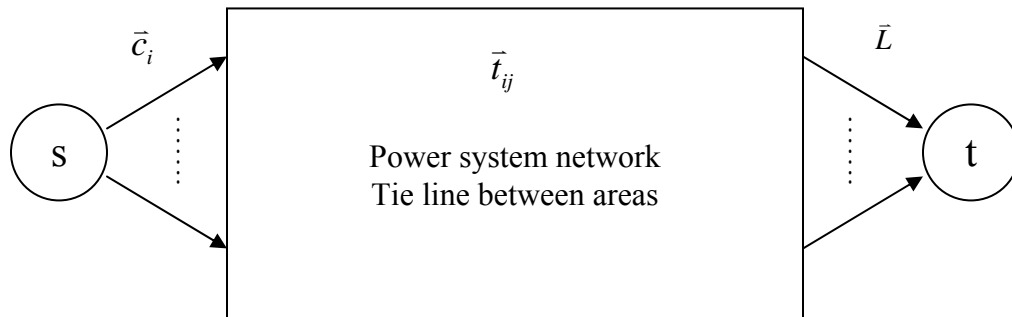 c⃗ᵢ
t⃗ᵢⱼ
L⃗
s
Power system network
Tie line between areas
t